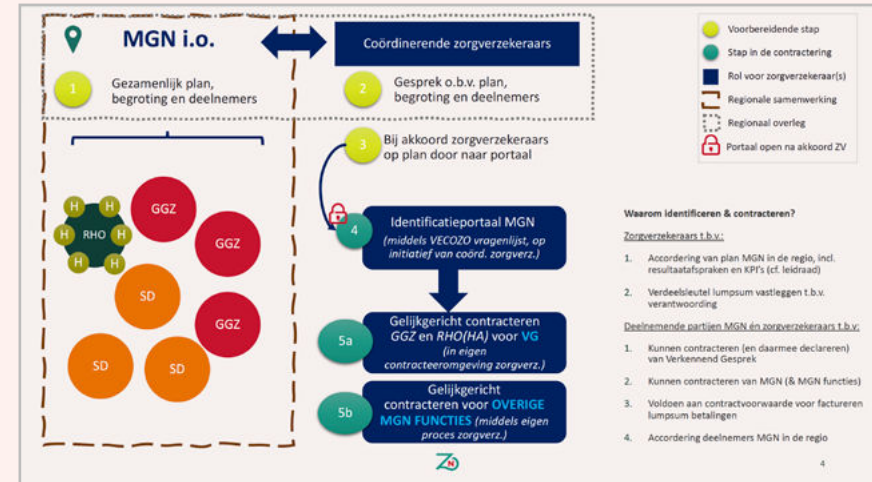 MGN i.o.
Coördinerende zorgverzekeraars
1
Gezamenlijk plan,
begroting en deelnemers
2
Gesprek o.b.v. plan,
begroting en deelnemers
3
Bij akkoord zorgverzekeraars
op plan door naar portaal
H
H
H
RHO
H
H
H
GGZ
GGZ
GGZ
SD
SD
SD
4
Identificatieportaal MGN
(middels VECOZO vragenlijst, op
initiatief van coörd. zorgverz.)
5a
Gelijkgericht contracteren
GGZ en RHO(HA) voor VG
(in eigen
contracteeromgeving zorgverz.)
5b
Gelijkgericht
contracteren voor OVERIGE
MGN FUNCTIES (middels eigen
proces zorgverz.)
Voorbereidende stap
Stap in de contractering
Rol voor zorgverzekeraar(s)
Regionale samenwerking
Regionaal overleg
Portaal open na akkoord ZV
Waarom identificeren & contracteren?
Zorgverzekeraars t.b.v.:
1. Accordering van plan MGN in de regio, incl.
resultaatafspraken en KPI's (cf. leidraad)
2. Verdeelsleutel lumpsum vastleggen t.b.v.
verantwoording
Deelnemende partijen MGN én zorgverzekeraars t.b.v:
1. Kunnen contracteren (en daarmee declareren)
van Verkennend Gesprek
2. Kunnen contracteren van MGN (& MGN functies)
3. Voldoen aan contractvoorwaarde voor factureren
lumpsum betalingen
4. Accordering deelnemers MGN in de regio
ZN
4